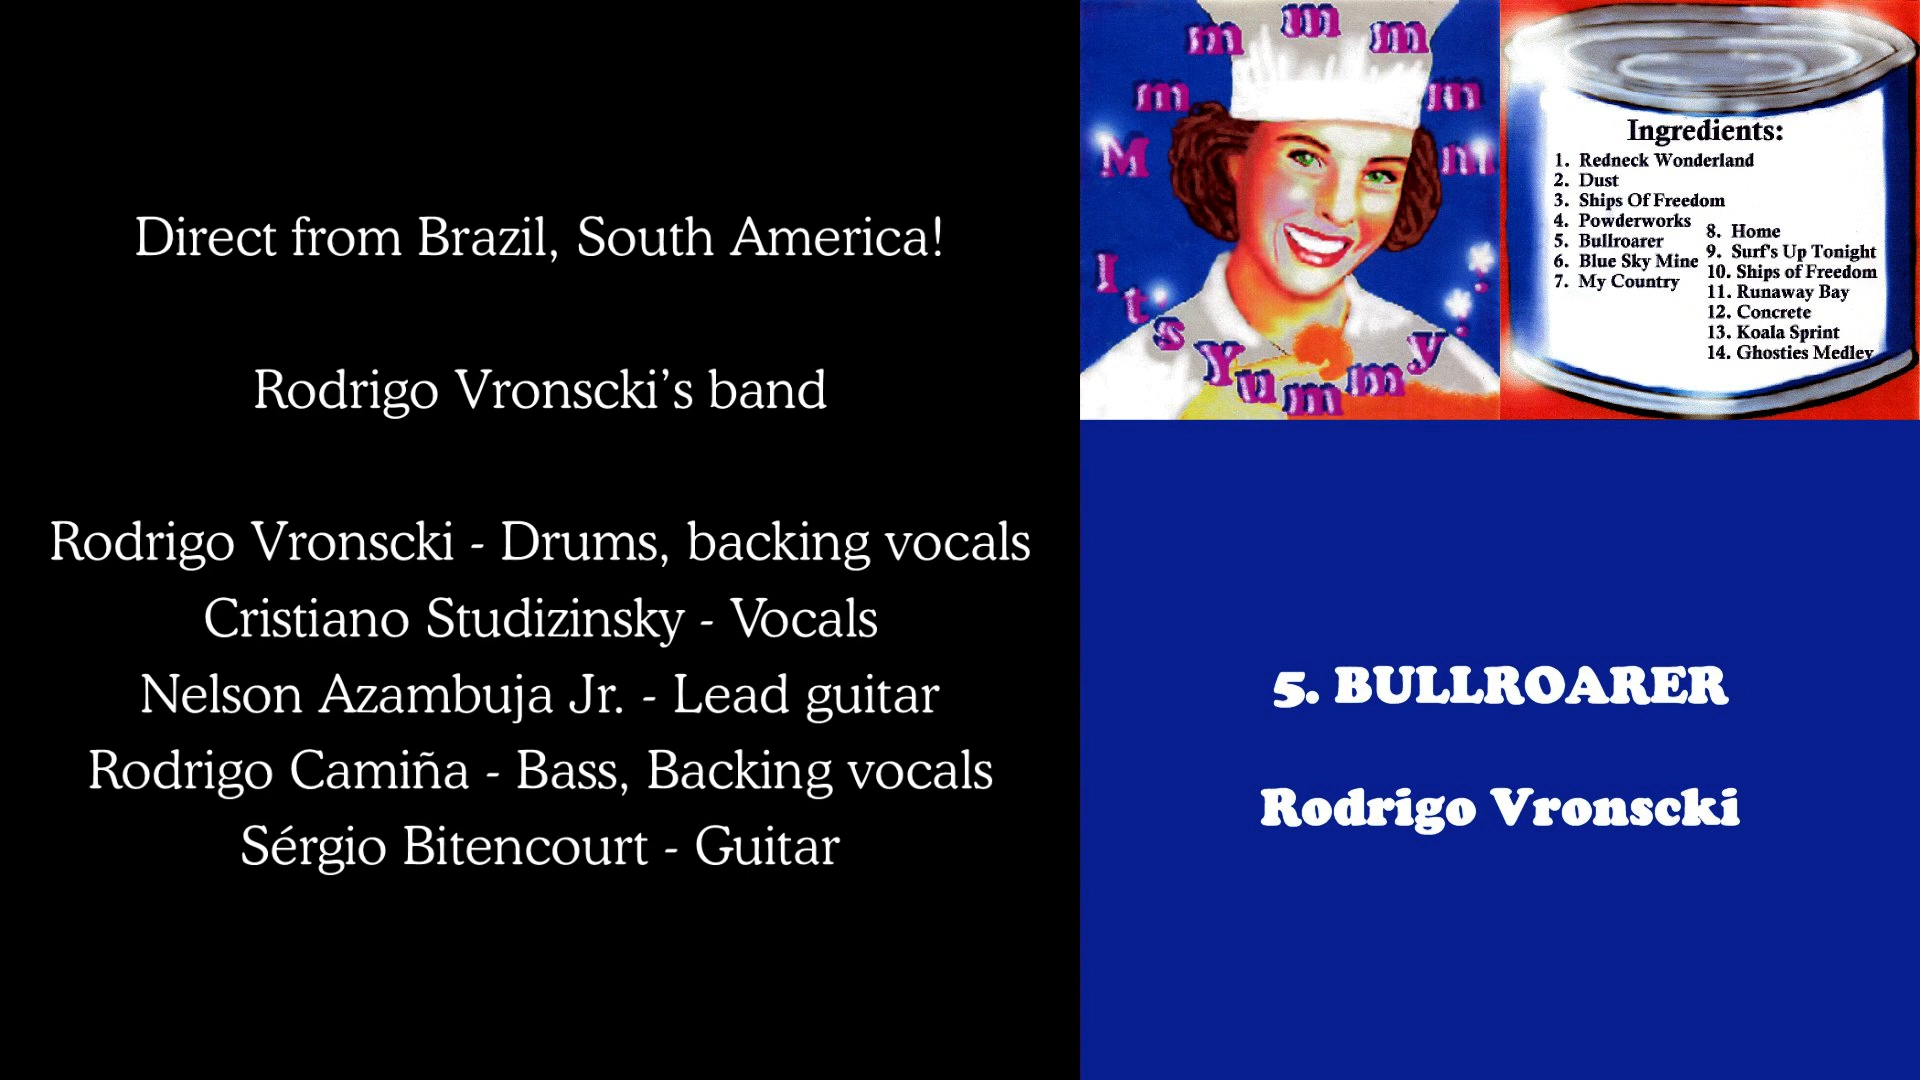 Direct from Brazil, South America!
Rodrigo Vronscki’s band
Rodrigo Vronscki - Drums, backing vocals
Cristiano Studizinsky - Vocals
Nelson Azambuja Jr. - Lead guitar
Rodrigo Camiña - Bass, Backing vocals
Sérgio Bitencourt - Guitar
M m m m m m m
It's Yummy!
Ingredients:
1. Redneck Wonderland
2. Dust
3. Ships Of Freedom
4. Powderworks
5. Bullroarer
6. Blue Sky Mine
7. My Country
8. Home
9. Surf's Up Tonight
10. Ships of Freedom
11. Runaway Bay
12. Concrete
13. Koala Sprint
14. Ghosties Medley
5. BULLROARER
Rodrigo Vronscki